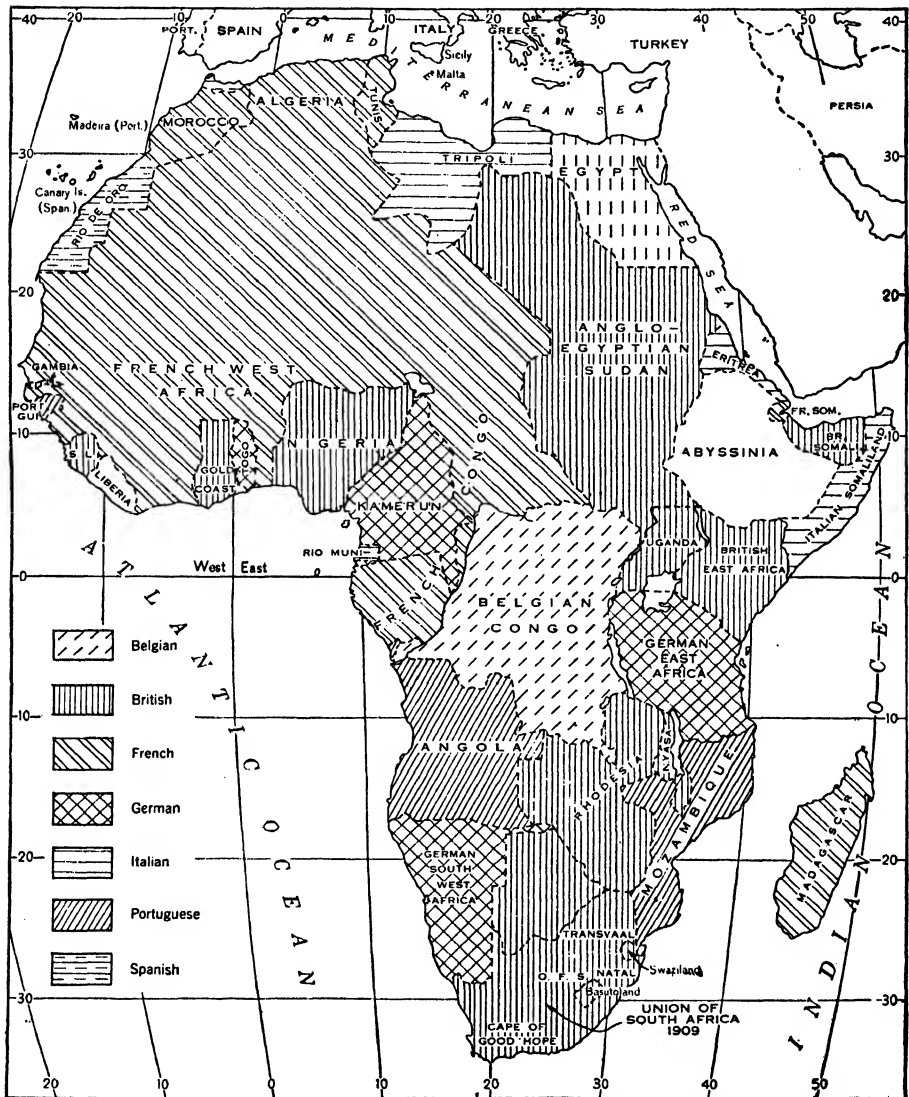 20 10 0 10 20 30 40 50 60
40
PORT. SPAIN
ITALY
GREECE
TURKEY
Sicily
Malta
MEDITERRANEAN SEA
PERSIA
Madeira (Port.)
MOROCCO
ALGERIA
TUNIS
30
30
TRIPOLI
EGYPT
Canary Is.
(Span.)
RIO DE ORO
RED SEA
20
20
ANGLO-
EGYPTIAN
SUDAN
ERITREA
GAMBIA
FRENCH WEST
AFRICA
PORT.
GUI.
FR. SOM.
10
10
NIGERIA
BR.
SOMALI
ABYSSINIA
S L
LIBERIA
GOLD
COAST
TOGO
KAMERUN
ITALIAN SOMALILAND
UGANDA
BRITISH
EAST AFRICA
RIO MUNI
West East
0
0
FRENCH CONGO
BELGIAN
CONGO
GERMAN
EAST
AFRICA
Belgian
British
French
German
Italian
Portuguese
Spanish
10
10
ANGOLA
RHODESIA
NYASA
MOZAMBIQUE
MADAGASCAR
20
20
GERMAN
SOUTH
WEST
AFRICA
TRANSVAAL
Swaziland
O. F. S. NATAL
Basutoland
30
30
UNION OF
SOUTH AFRICA
1909
CAPE OF
GOOD HOPE
ATLANTIC OCEAN
INDIAN OCEAN
20 10 0 10 20 30 40 50